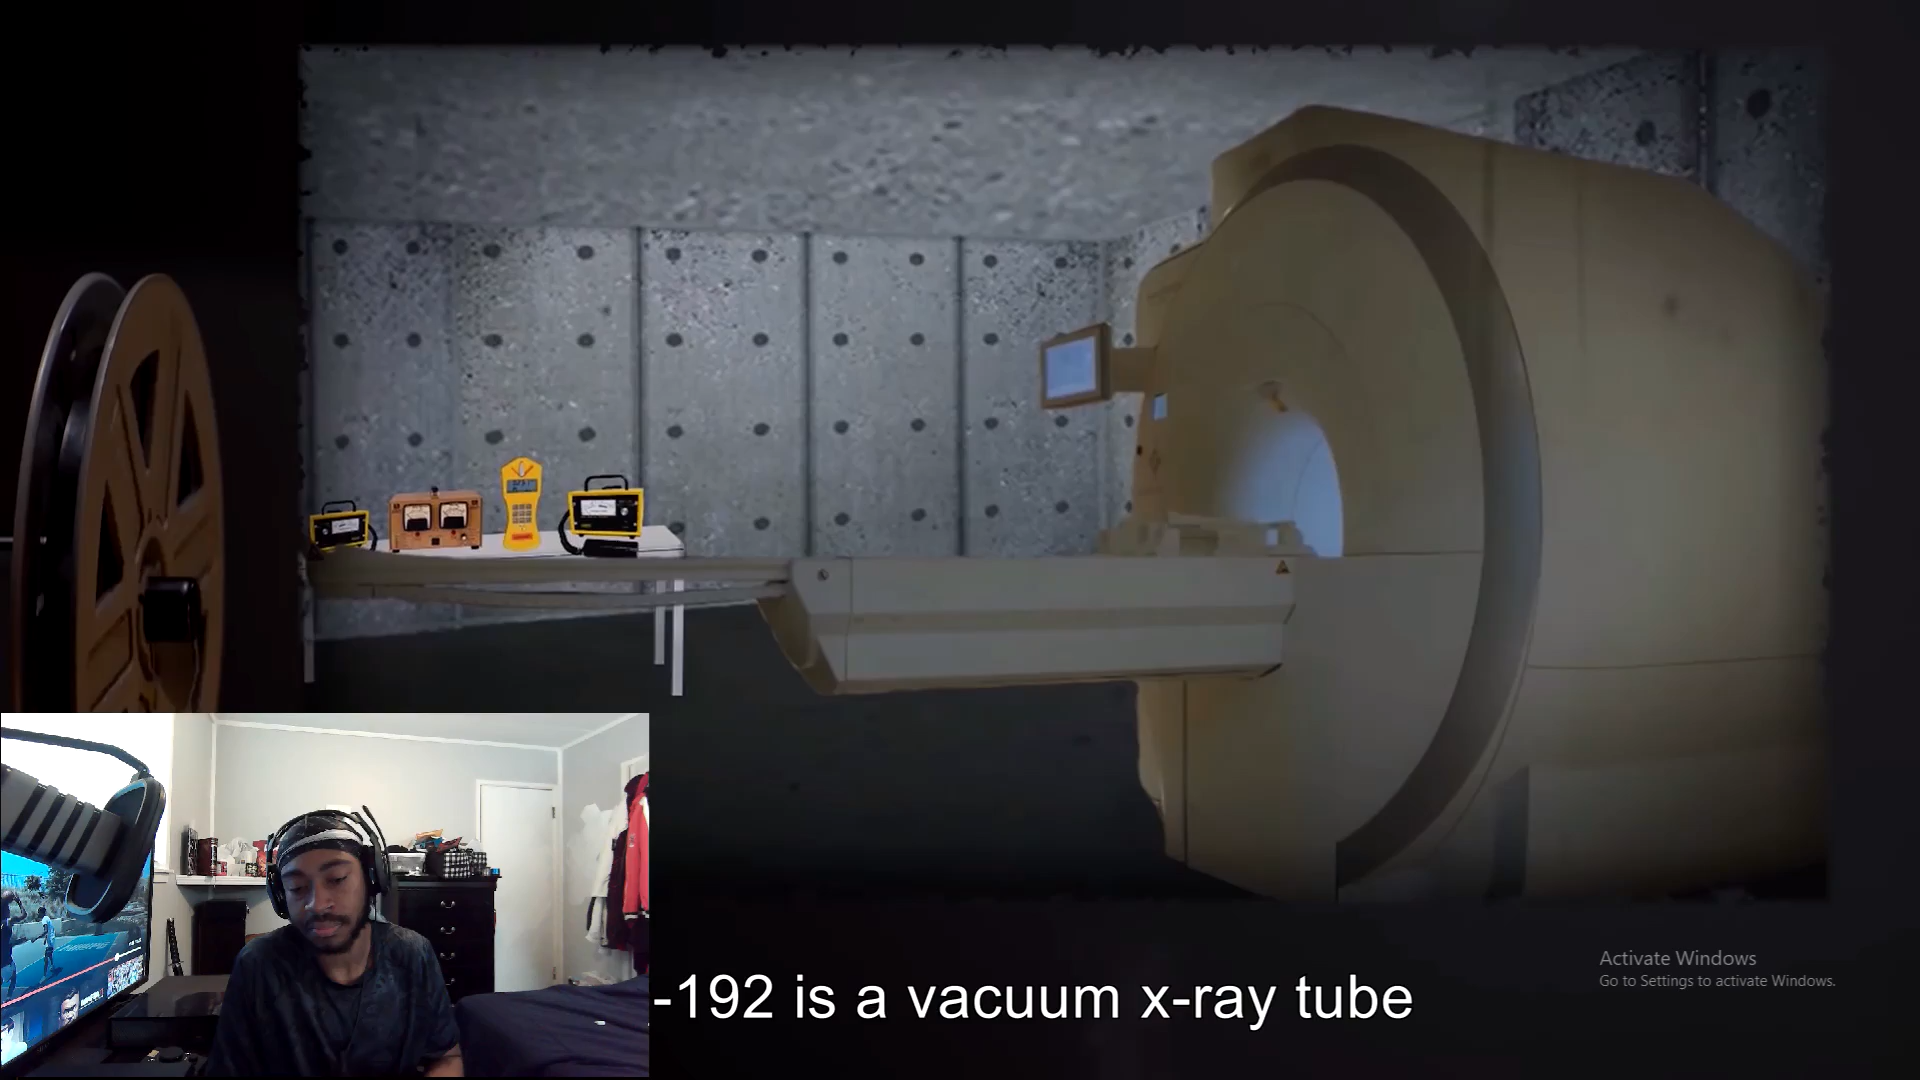 -192 is a vacuum x-ray tube
Activate Windows
Go to Settings to activate Windows.